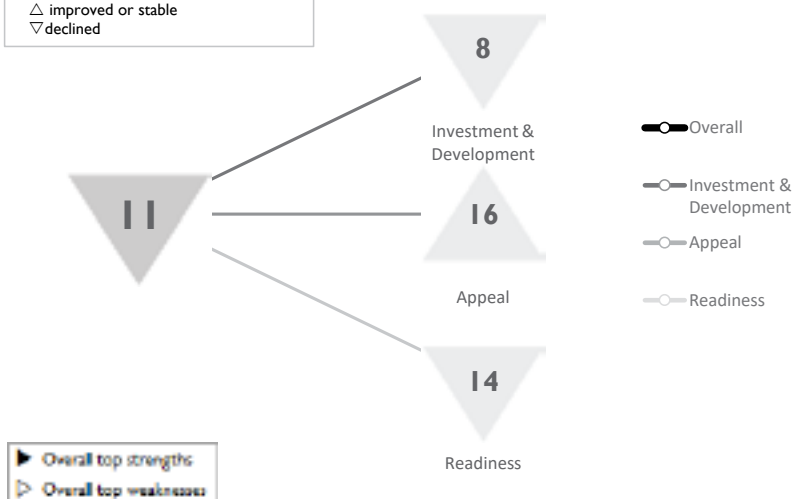 △ improved or stable
▽ declined
8
Investment &
Development
11
16
Appeal
14
Readiness
Overall
Investment &
Development
Appeal
Readiness
▶ Overall top strengths
▷ Overall top weaknesses